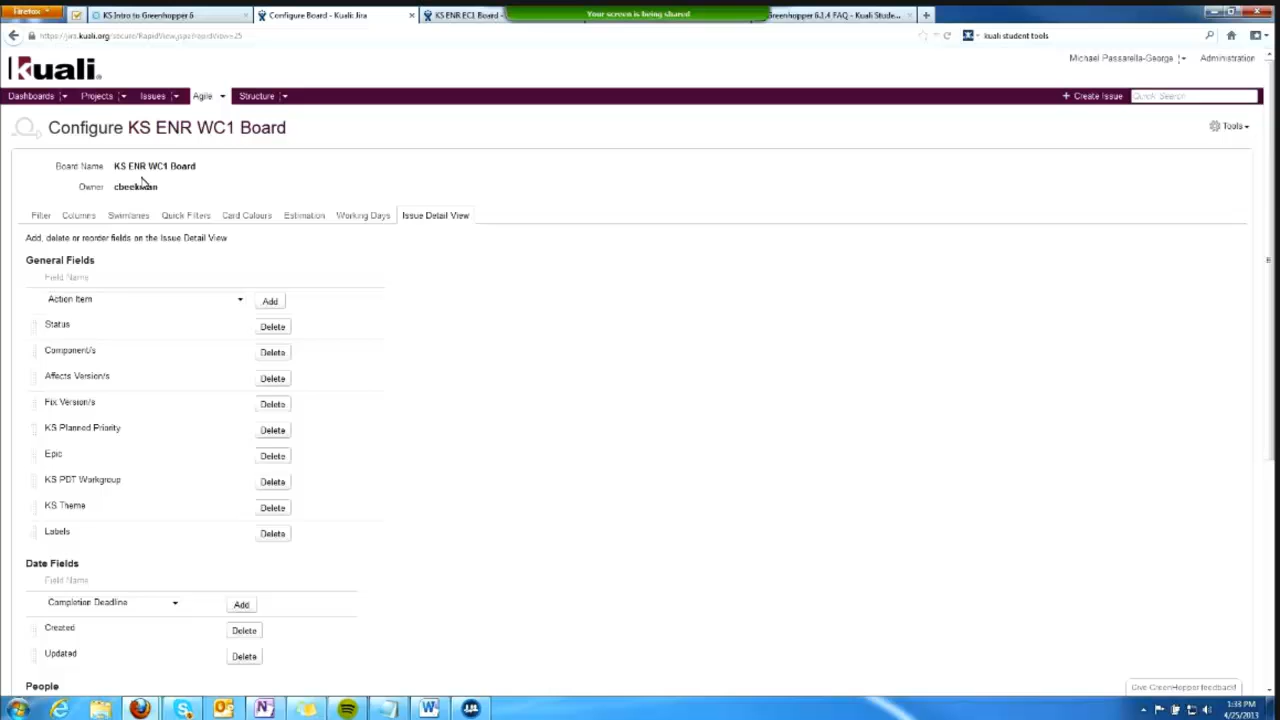 Firefox
KS Intro to Greenhopper 6
Configure Board - Kuali Jira
KS ENR EC1 Board -
Your screen is being shared
Greenhopper 6.1.4 FAQ - Kuali Stude...
kuali student tools
kuali
Michael Passarella-George
Administration
Dashboards
Projects
Issues
Agile
Structure
+ Create Issue
Quick Search
Configure KS ENR WC1 Board
Tools
Board Name KS ENR WC1 Board
Owner cbeekman
Filter Columns Swimlanes Quick Filters Card Colours Estimation Working Days Issue Detail View
Add, delete or reorder fields on the Issue Detail View
General Fields
Field Name
Action Item Add
Status Delete
Component/s Delete
Affects Version/s Delete
Fix Version/s Delete
KS Planned Priority Delete
Epic Delete
KS PDT Workgroup Delete
KS Theme Delete
Labels Delete
Date Fields
Field Name
Completion Deadline Add
Created Delete
Updated Delete
People
Give GreenHopper feedback!
1:33 PM
4/25/2013